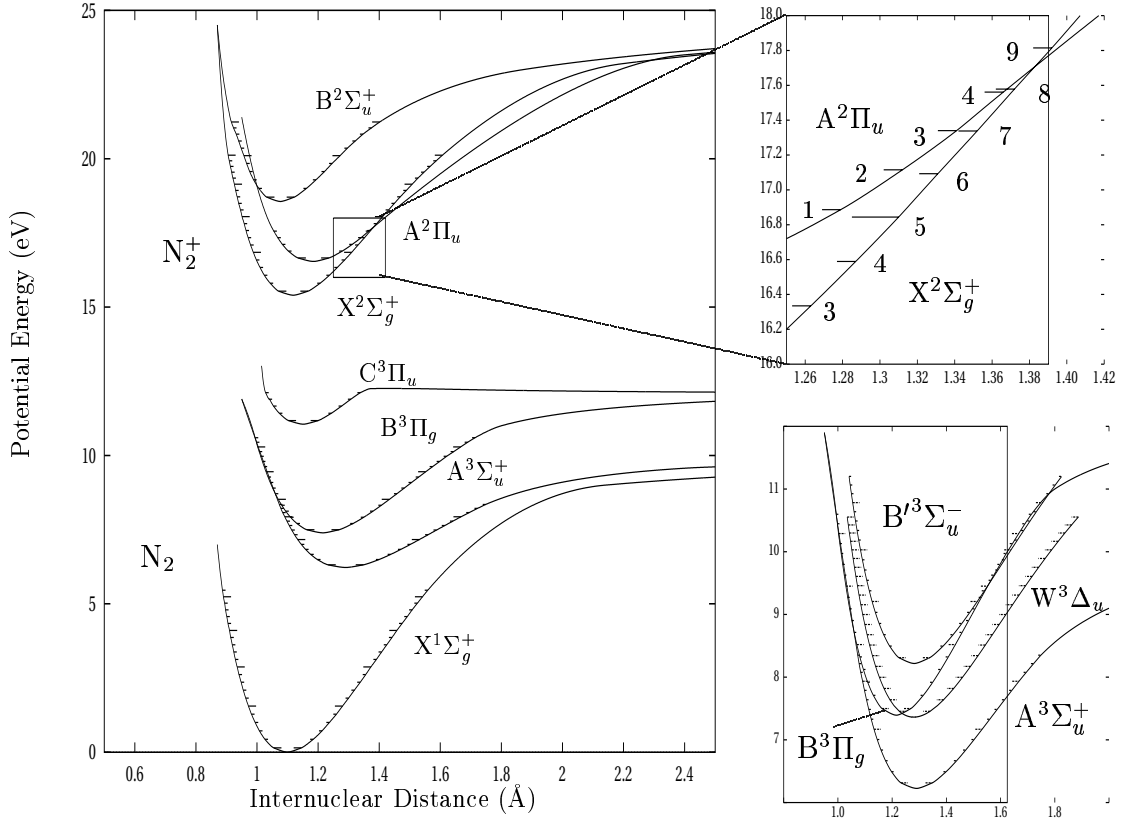 Potential Energy (eV)
25
20
15
10
5
0
0.6 0.8 1 1.2 1.4 1.6 1.8 2 2.2 2.4
Internuclear Distance (Å)
N₂⁺
B²Σᵤ⁺
A²Πᵤ
X²Σg⁺
C³Πᵤ
B³Πg
A³Σᵤ⁺
N₂
X¹Σg⁺
18.0
17.8
17.6
17.4
17.2
17.0
16.8
16.6
16.4
16.2
16.0
1.26 1.28 1.3 1.32 1.34 1.36 1.38 1.40 1.42
A²Πᵤ
1
2
3
4
9
8
7
6
5
4
3
X²Σg⁺
11
10
9
8
7
1.0 1.2 1.4 1.6 1.8
B′³Σᵤ⁻
W³Δᵤ
A³Σᵤ⁺
B³Πg